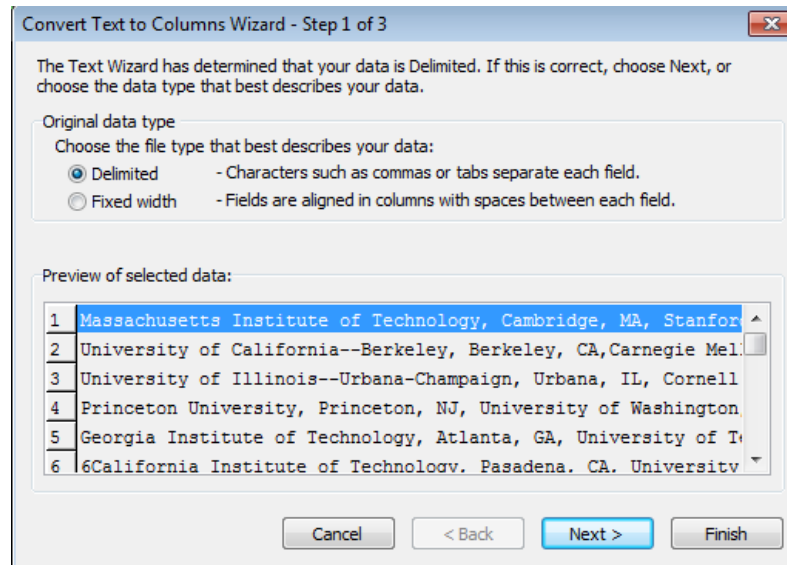 Convert Text to Columns Wizard - Step 1 of 3
The Text Wizard has determined that your data is Delimited. If this is correct, choose Next, or
choose the data type that best describes your data.
Original data type
Choose the file type that best describes your data:
Delimited - Characters such as commas or tabs separate each field.
Fixed width - Fields are aligned in columns with spaces between each field.
Preview of selected data:
1 Massachusetts Institute of Technology, Cambridge, MA, Stanford
2 University of California--Berkeley, Berkeley, CA,Carnegie Mel
3 University of Illinois--Urbana-Champaign, Urbana, IL, Cornell
4 Princeton University, Princeton, NJ, University of Washington,
5 Georgia Institute of Technology, Atlanta, GA, University of
6 6California Institute of Technology, Pasadena, CA, University
Cancel < Back Next > Finish